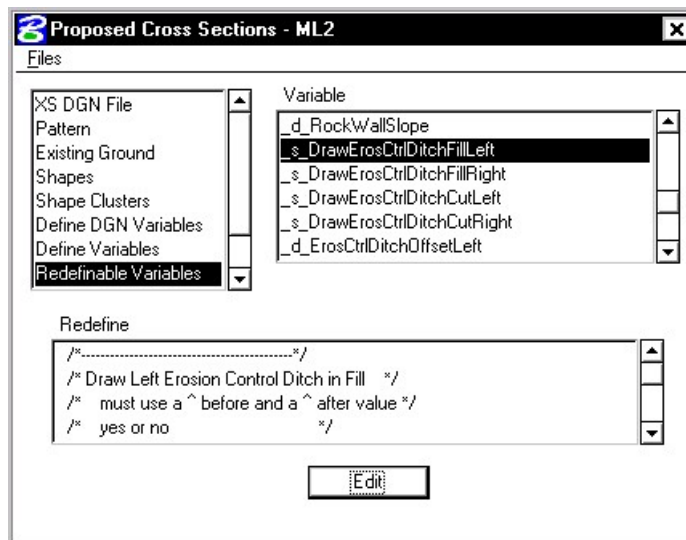 Proposed Cross Sections - ML2
Files
XS DGN File
Pattern
Existing Ground
Shapes
Shape Clusters
Define DGN Variables
Define Variables
Redefinable Variables
Variable
_d_RockWallSlope
_s_DrawErosCtrlDitchFillLeft
_s_DrawErosCtrlDitchFillRight
_s_DrawErosCtrlDitchCutLeft
_s_DrawErosCtrlDitchCutRight
_d_ErosCtrlDitchOffsetLeft
Redefine
/*------------------------------------------*/
/* Draw Left Erosion Control Ditch in Fill */
/* must use a ^ before and a ^ after value */
/* yes or no */
Edit